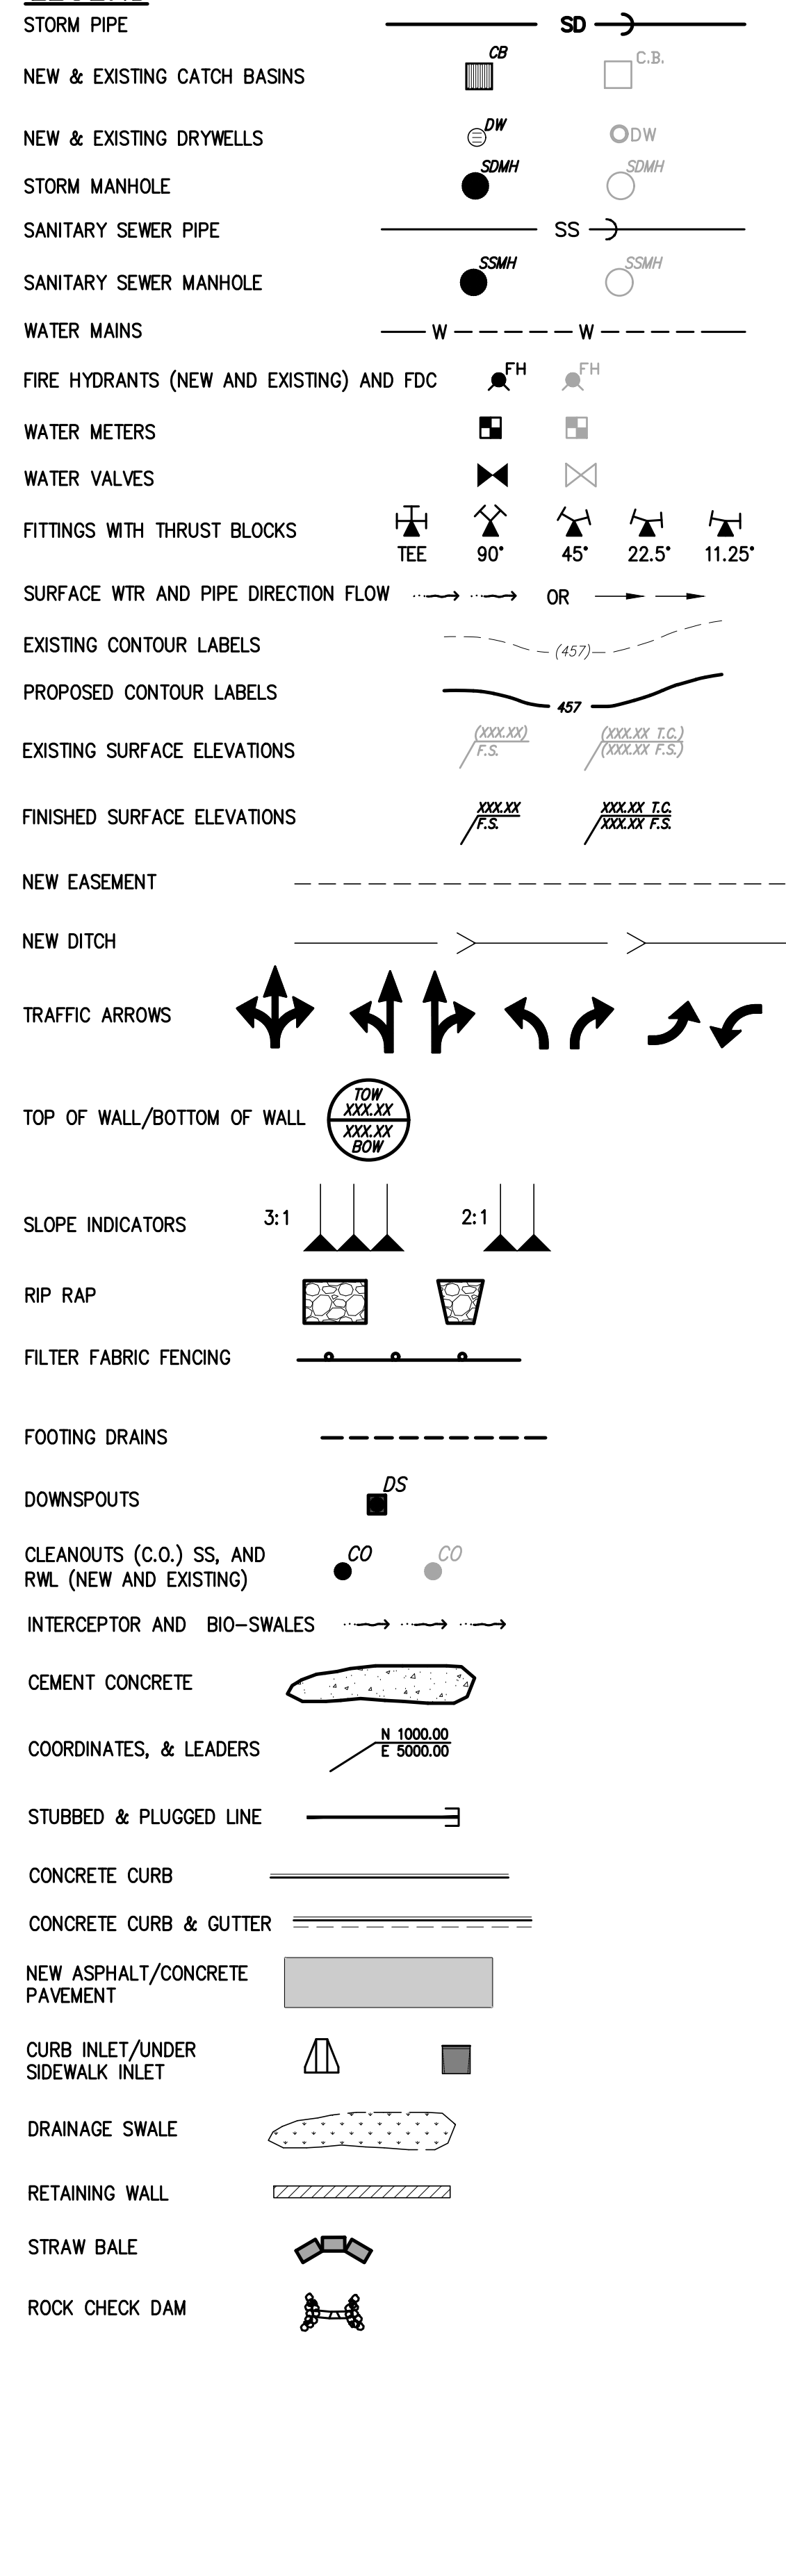 STORM PIPE SD
CB C.B.
NEW & EXISTING CATCH BASINS
DW
NEW & EXISTING DRYWELLS DW
SDMH SDMH
STORM MANHOLE
SANITARY SEWER PIPE SS
SSMH SSMH
SANITARY SEWER MANHOLE
WATER MAINS W W
FH FH
FIRE HYDRANTS (NEW AND EXISTING) AND FDC
WATER METERS
WATER VALVES
FITTINGS WITH THRUST BLOCKS
TEE 90° 45° 22.5° 11.25°
SURFACE WTR AND PIPE DIRECTION FLOW OR
EXISTING CONTOUR LABELS (457)
PROPOSED CONTOUR LABELS 457
(XXX.XX) (XXX.XX T.C.)
EXISTING SURFACE ELEVATIONS F.S. (XXX.XX F.S.)
XXX.XX XXX.XX T.C.
FINISHED SURFACE ELEVATIONS F.S. XXX.XX F.S.
NEW EASEMENT
NEW DITCH
TRAFFIC ARROWS
TOW
XXX.XX
TOP OF WALL/BOTTOM OF WALL
XXX.XX
BOW
SLOPE INDICATORS 3:1 2:1
RIP RAP
FILTER FABRIC FENCING
FOOTING DRAINS
DS
DOWNSPOUTS
CLEANOUTS (C.O.) SS, AND CO CO
RWL (NEW AND EXISTING)
INTERCEPTOR AND BIO-SWALES
CEMENT CONCRETE
N 1000.00
COORDINATES, & LEADERS E 5000.00
STUBBED & PLUGGED LINE
CONCRETE CURB
CONCRETE CURB & GUTTER
NEW ASPHALT/CONCRETE
PAVEMENT
CURB INLET/UNDER
SIDEWALK INLET
DRAINAGE SWALE
RETAINING WALL
STRAW BALE
ROCK CHECK DAM